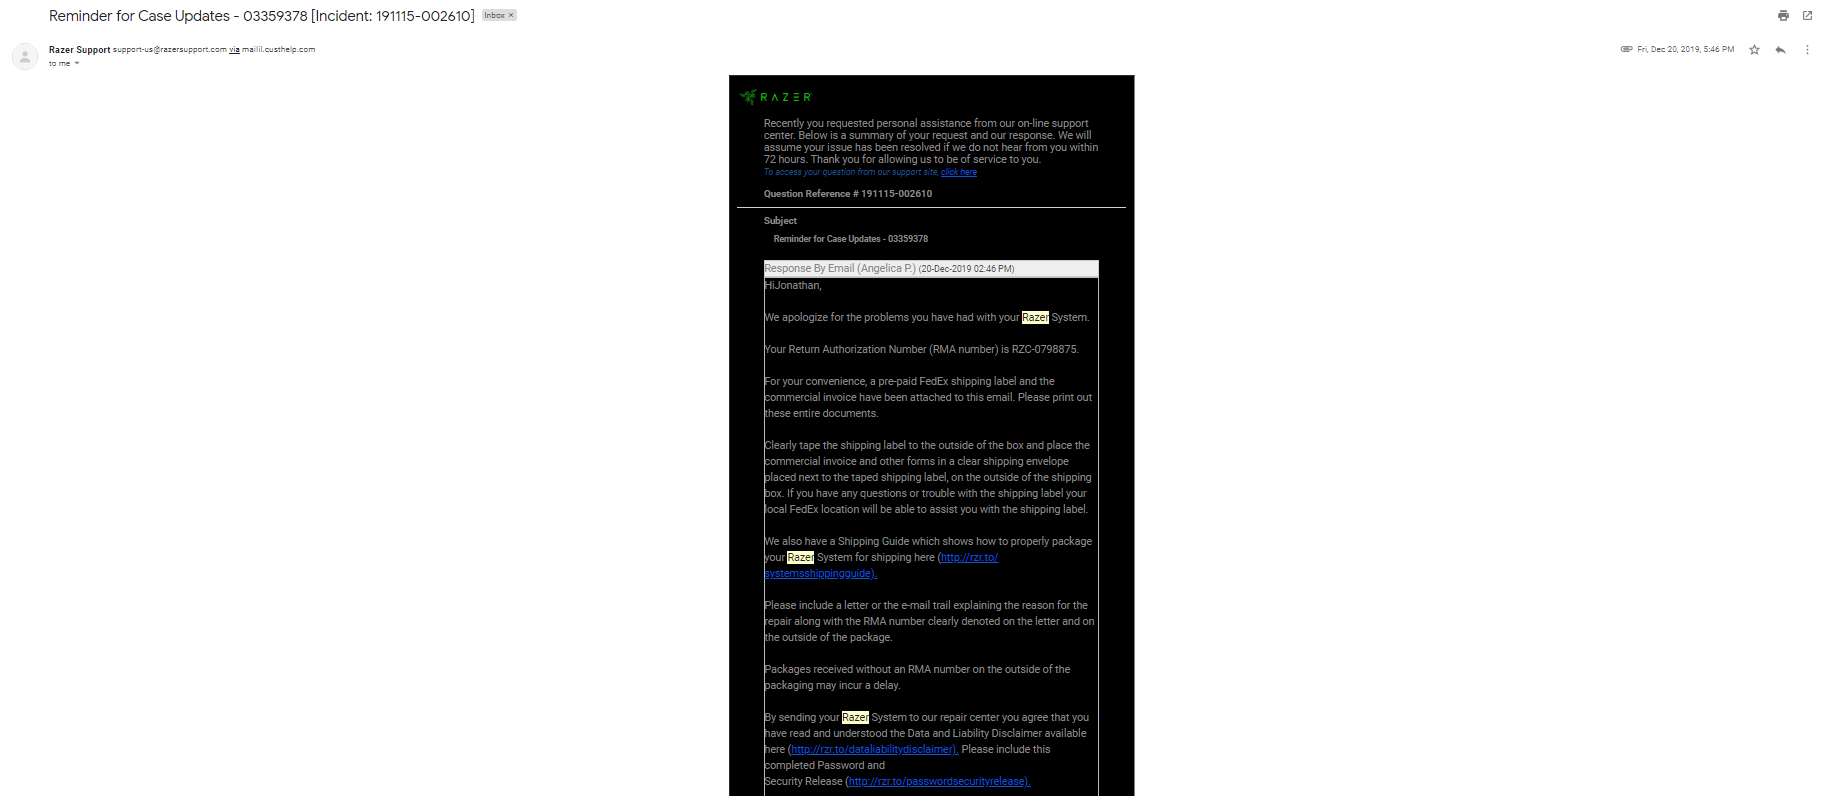 Reminder for Case Updates - 03359378 [Incident: 191115-002610] Inbox ×
Razer Support support-us@razersupport.com via mailil.custhelp.com
Fri, Dec 20, 2019, 5:46 PM
to me
RAZER
Recently you requested personal assistance from our on-line support
center. Below is a summary of your request and our response. We will
assume your issue has been resolved if we do not hear from you within
72 hours. Thank you for allowing us to be of service to you.
To access your question from our support site, click here
Question Reference # 191115-002610
Subject
Reminder for Case Updates - 03359378
Response By Email (Angelica P.) (20-Dec-2019 02:46 PM)
HiJonathan,
We apologize for the problems you have had with your Razer System.
Your Return Authorization Number (RMA number) is RZC-0798875.
For your convenience, a pre-paid FedEx shipping label and the
commercial invoice have been attached to this email. Please print out
these entire documents.
Clearly tape the shipping label to the outside of the box and place the
commercial invoice and other forms in a clear shipping envelope
placed next to the taped shipping label, on the outside of the shipping
box. If you have any questions or trouble with the shipping label your
local FedEx location will be able to assist you with the shipping label.
We also have a Shipping Guide which shows how to properly package
your Razer System for shipping here (http://rzr.to/
systemsshippingguide).
Please include a letter or the e-mail trail explaining the reason for the
repair along with the RMA number clearly denoted on the letter and on
the outside of the package.
Packages received without an RMA number on the outside of the
packaging may incur a delay.
By sending your Razer System to our repair center you agree that you
have read and understood the Data and Liability Disclaimer available
here (http://rzr.to/dataliabilitydisclaimer). Please include this
completed Password and
Security Release (http://rzr.to/passwordsecurityrelease).